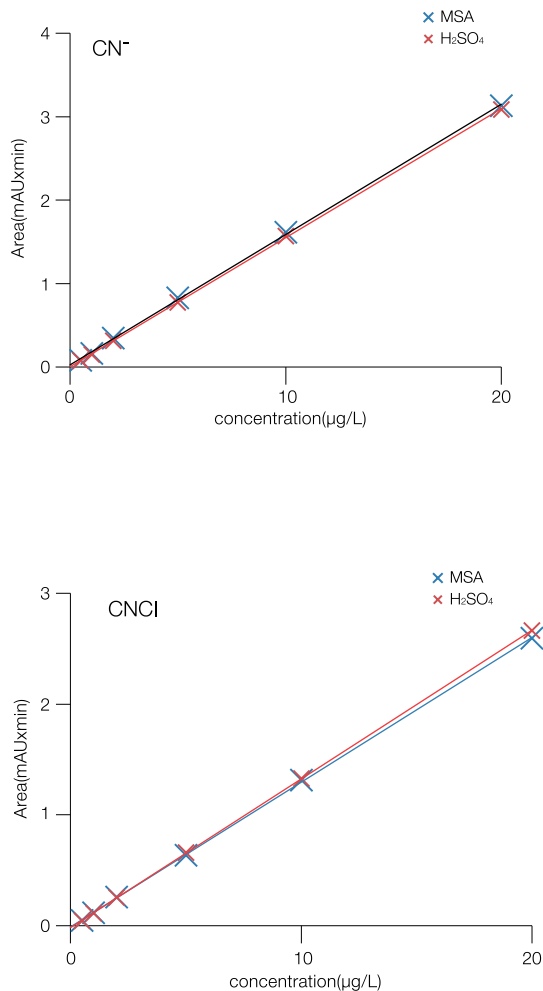 MSA
H₂SO₄
CN⁻
4
3
2
1
0
Area(mAUxmin)
0
10
20
concentration(µg/L)
MSA
H₂SO₄
CNCl
3
2
1
0
Area(mAUxmin)
0
10
20
concentration(µg/L)